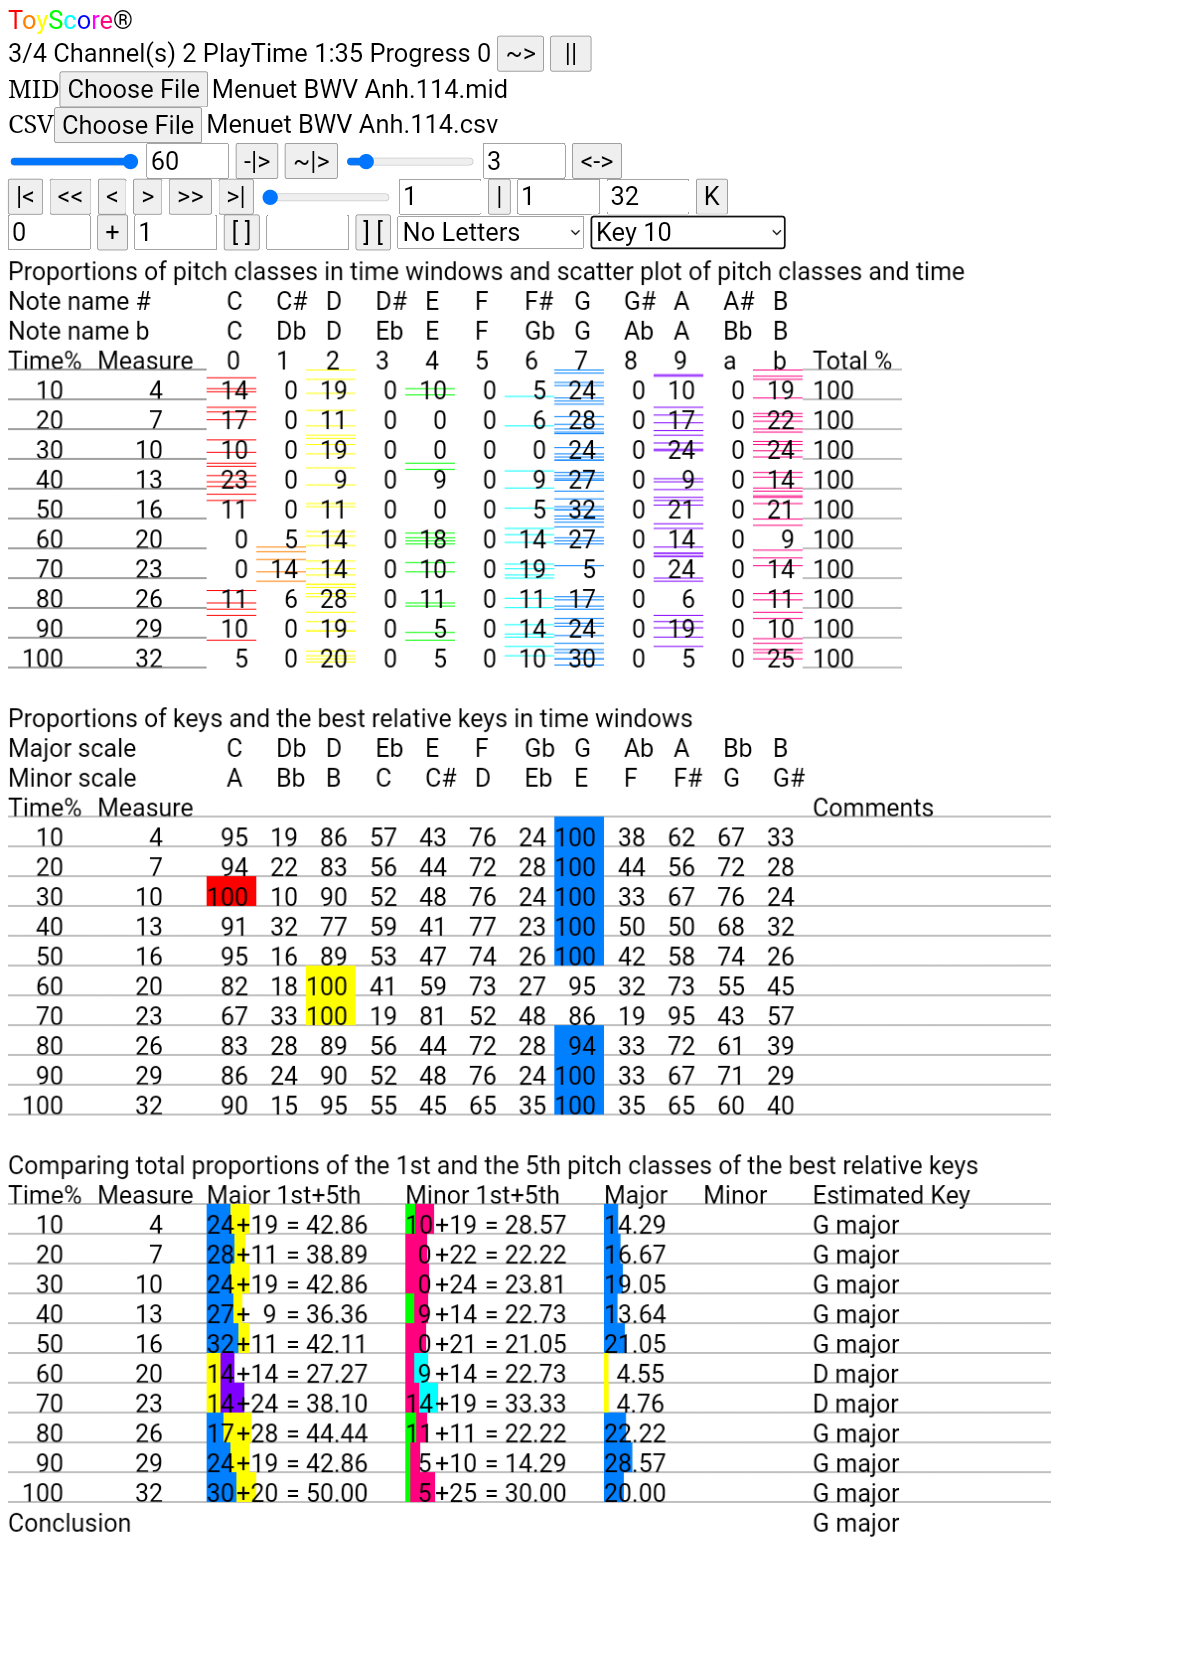 ToyScore®
3/4 Channel(s) 2 PlayTime 1:35 Progress 0 ~> ||
MID Choose File Menuet BWV Anh.114.mid
CSV Choose File Menuet BWV Anh.114.csv
60 -|> ~|> 3 <->
|< << < > >> >| 1 | 1 32 K
0 + 1 [ ] ] [ No Letters Key 10
Proportions of pitch classes in time windows and scatter plot of pitch classes and time
Note name # C C# D D# E F F# G G# A A# B
Note name b C Db D Eb E F Gb G Ab A Bb B
Time% Measure 0 1 2 3 4 5 6 7 8 9 a b Total %
10 4 14 0 19 0 10 0 5 24 0 10 0 19 100
20 7 17 0 11 0 0 0 6 28 0 17 0 22 100
30 10 10 0 19 0 0 0 0 24 0 24 0 24 100
40 13 23 0 9 0 9 0 9 27 0 9 0 14 100
50 16 11 0 11 0 0 0 5 32 0 21 0 21 100
60 20 0 5 14 0 18 0 14 27 0 14 0 9 100
70 23 0 14 14 0 10 0 19 5 0 24 0 14 100
80 26 11 6 28 0 11 0 11 17 0 6 0 11 100
90 29 10 0 19 0 5 0 14 24 0 19 0 10 100
100 32 5 0 20 0 5 0 10 30 0 5 0 25 100
Proportions of keys and the best relative keys in time windows
Major scale C Db D Eb E F Gb G Ab A Bb B
Minor scale A Bb B C C# D Eb E F F# G G#
Time% Measure Comments
10 4 95 19 86 57 43 76 24 100 38 62 67 33
20 7 94 22 83 56 44 72 28 100 44 56 72 28
30 10 100 10 90 52 48 76 24 100 33 67 76 24
40 13 91 32 77 59 41 77 23 100 50 50 68 32
50 16 95 16 89 53 47 74 26 100 42 58 74 26
60 20 82 18 100 41 59 73 27 95 32 73 55 45
70 23 67 33 100 19 81 52 48 86 19 95 43 57
80 26 83 28 89 56 44 72 28 94 33 72 61 39
90 29 86 24 90 52 48 76 24 100 33 67 71 29
100 32 90 15 95 55 45 65 35 100 35 65 60 40
Comparing total proportions of the 1st and the 5th pitch classes of the best relative keys
Time% Measure Major 1st+5th Minor 1st+5th Major Minor Estimated Key
10 4 24+19 = 42.86 10+19 = 28.57 14.29 G major
20 7 28+11 = 38.89 0+22 = 22.22 16.67 G major
30 10 24+19 = 42.86 0+24 = 23.81 19.05 G major
40 13 27+ 9 = 36.36 9+14 = 22.73 13.64 G major
50 16 32+11 = 42.11 0+21 = 21.05 21.05 G major
60 20 14+14 = 27.27 9+14 = 22.73 4.55 D major
70 23 14+24 = 38.10 14+19 = 33.33 4.76 D major
80 26 17+28 = 44.44 11+11 = 22.22 22.22 G major
90 29 24+19 = 42.86 5+10 = 14.29 28.57 G major
100 32 30+20 = 50.00 5+25 = 30.00 20.00 G major
Conclusion G major